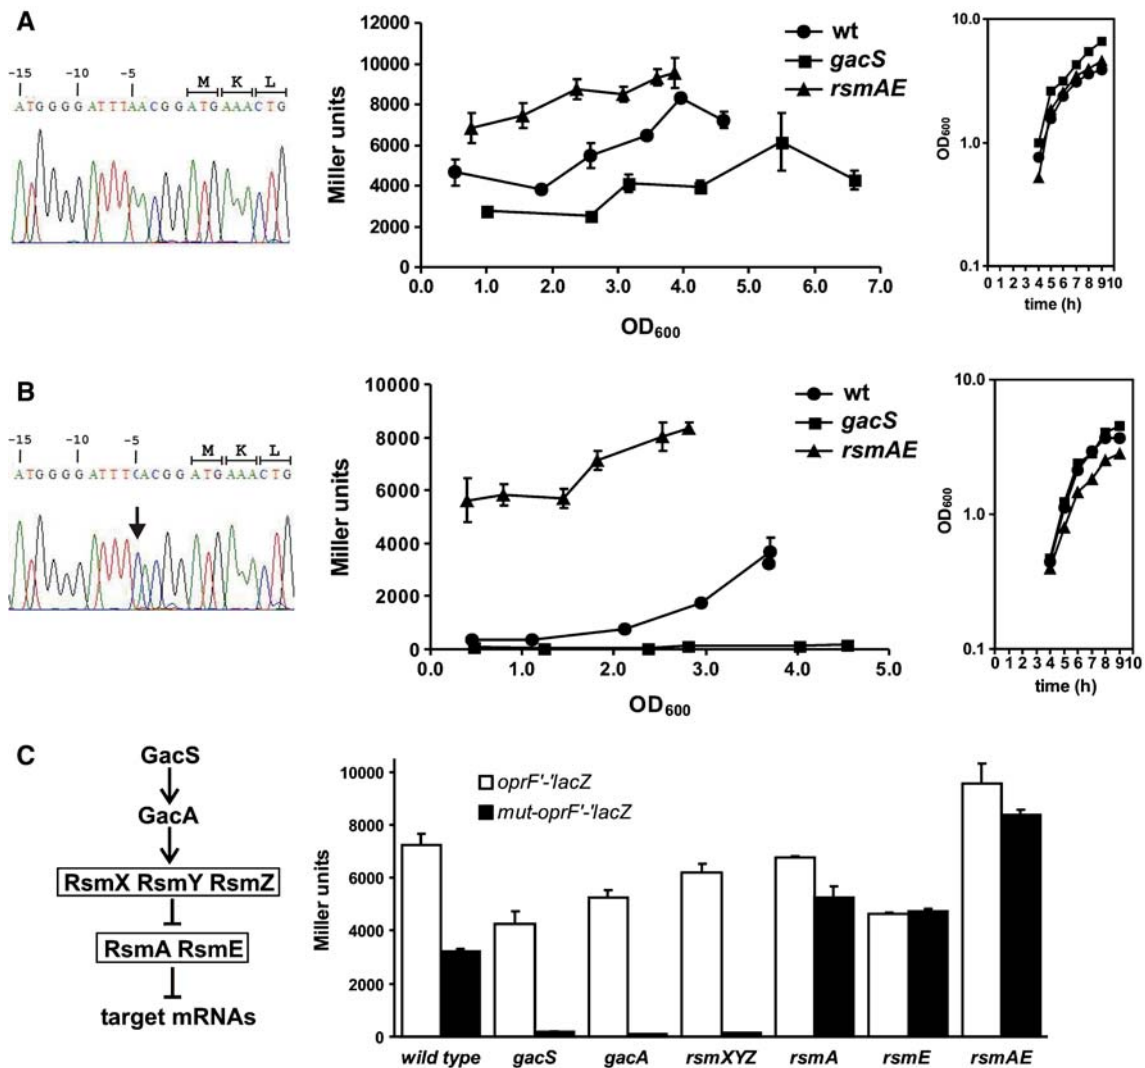 A
-15 -10 -5 M K L
ATGGGGATTTAACGGATGAAACTG
Miller units
12000
10000
8000
6000
4000
2000
0
0.0 1.0 2.0 3.0 4.0 5.0 6.0 7.0
OD600
wt
gacS
rsmAE
OD600
10.0
1.0
0.1
0 1 2 3 4 5 6 7 8 9 10
time (h)
B
-15 -10 -5 M K L
ATGGGGATTTCACGGATGAAACTG
Miller units
10000
8000
6000
4000
2000
0
0.0 1.0 2.0 3.0 4.0 5.0
OD600
wt
gacS
rsmAE
OD600
10.0
1.0
0.1
0 1 2 3 4 5 6 7 8 9 10
time (h)
C
GacS
GacA
RsmX RsmY RsmZ
RsmA RsmE
target mRNAs
Miller units
10000
8000
6000
4000
2000
0
oprF'-'lacZ
mut-oprF'-'lacZ
wild type gacS gacA rsmXYZ rsmA rsmE rsmAE